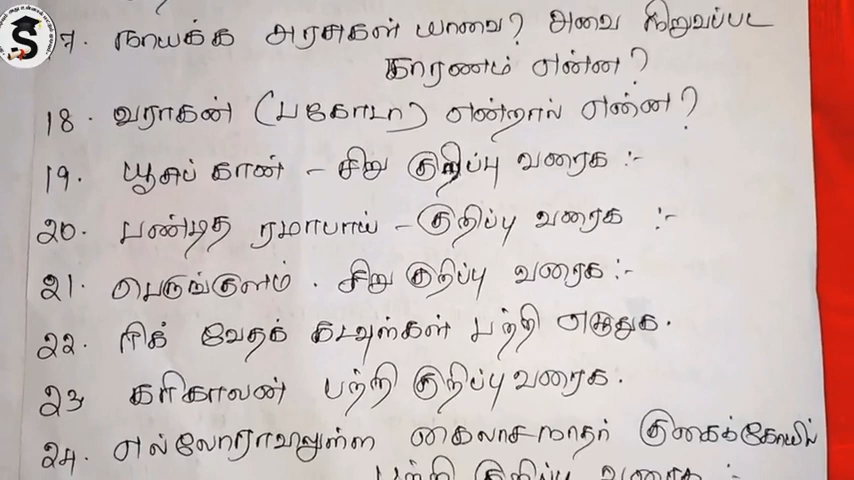 17. நாயக்க அரசுகள் யாவை? அவை நிறுவப்பட
காரணம் என்ன?
18. வராகன் (பகோடா) என்றால் என்ன?
19. யூசுப் கான் - சிறு குறிப்பு வரைக :-
20. பண்டித ரமாபாய் - குறிப்பு வரைக :-
21. பெருங்குளம். சிறு குறிப்பு வரைக :-
22. ரிக் வேதக் கடவுள்கள் பற்றி எழுதுக.
23 கரிகாலன் பற்றி குறிப்பு வரைக.
24. எல்லோராவிலுள்ள கைலாசநாதர் குகைக்கோயில்
பற்றி குறிப்பு வரைக :-